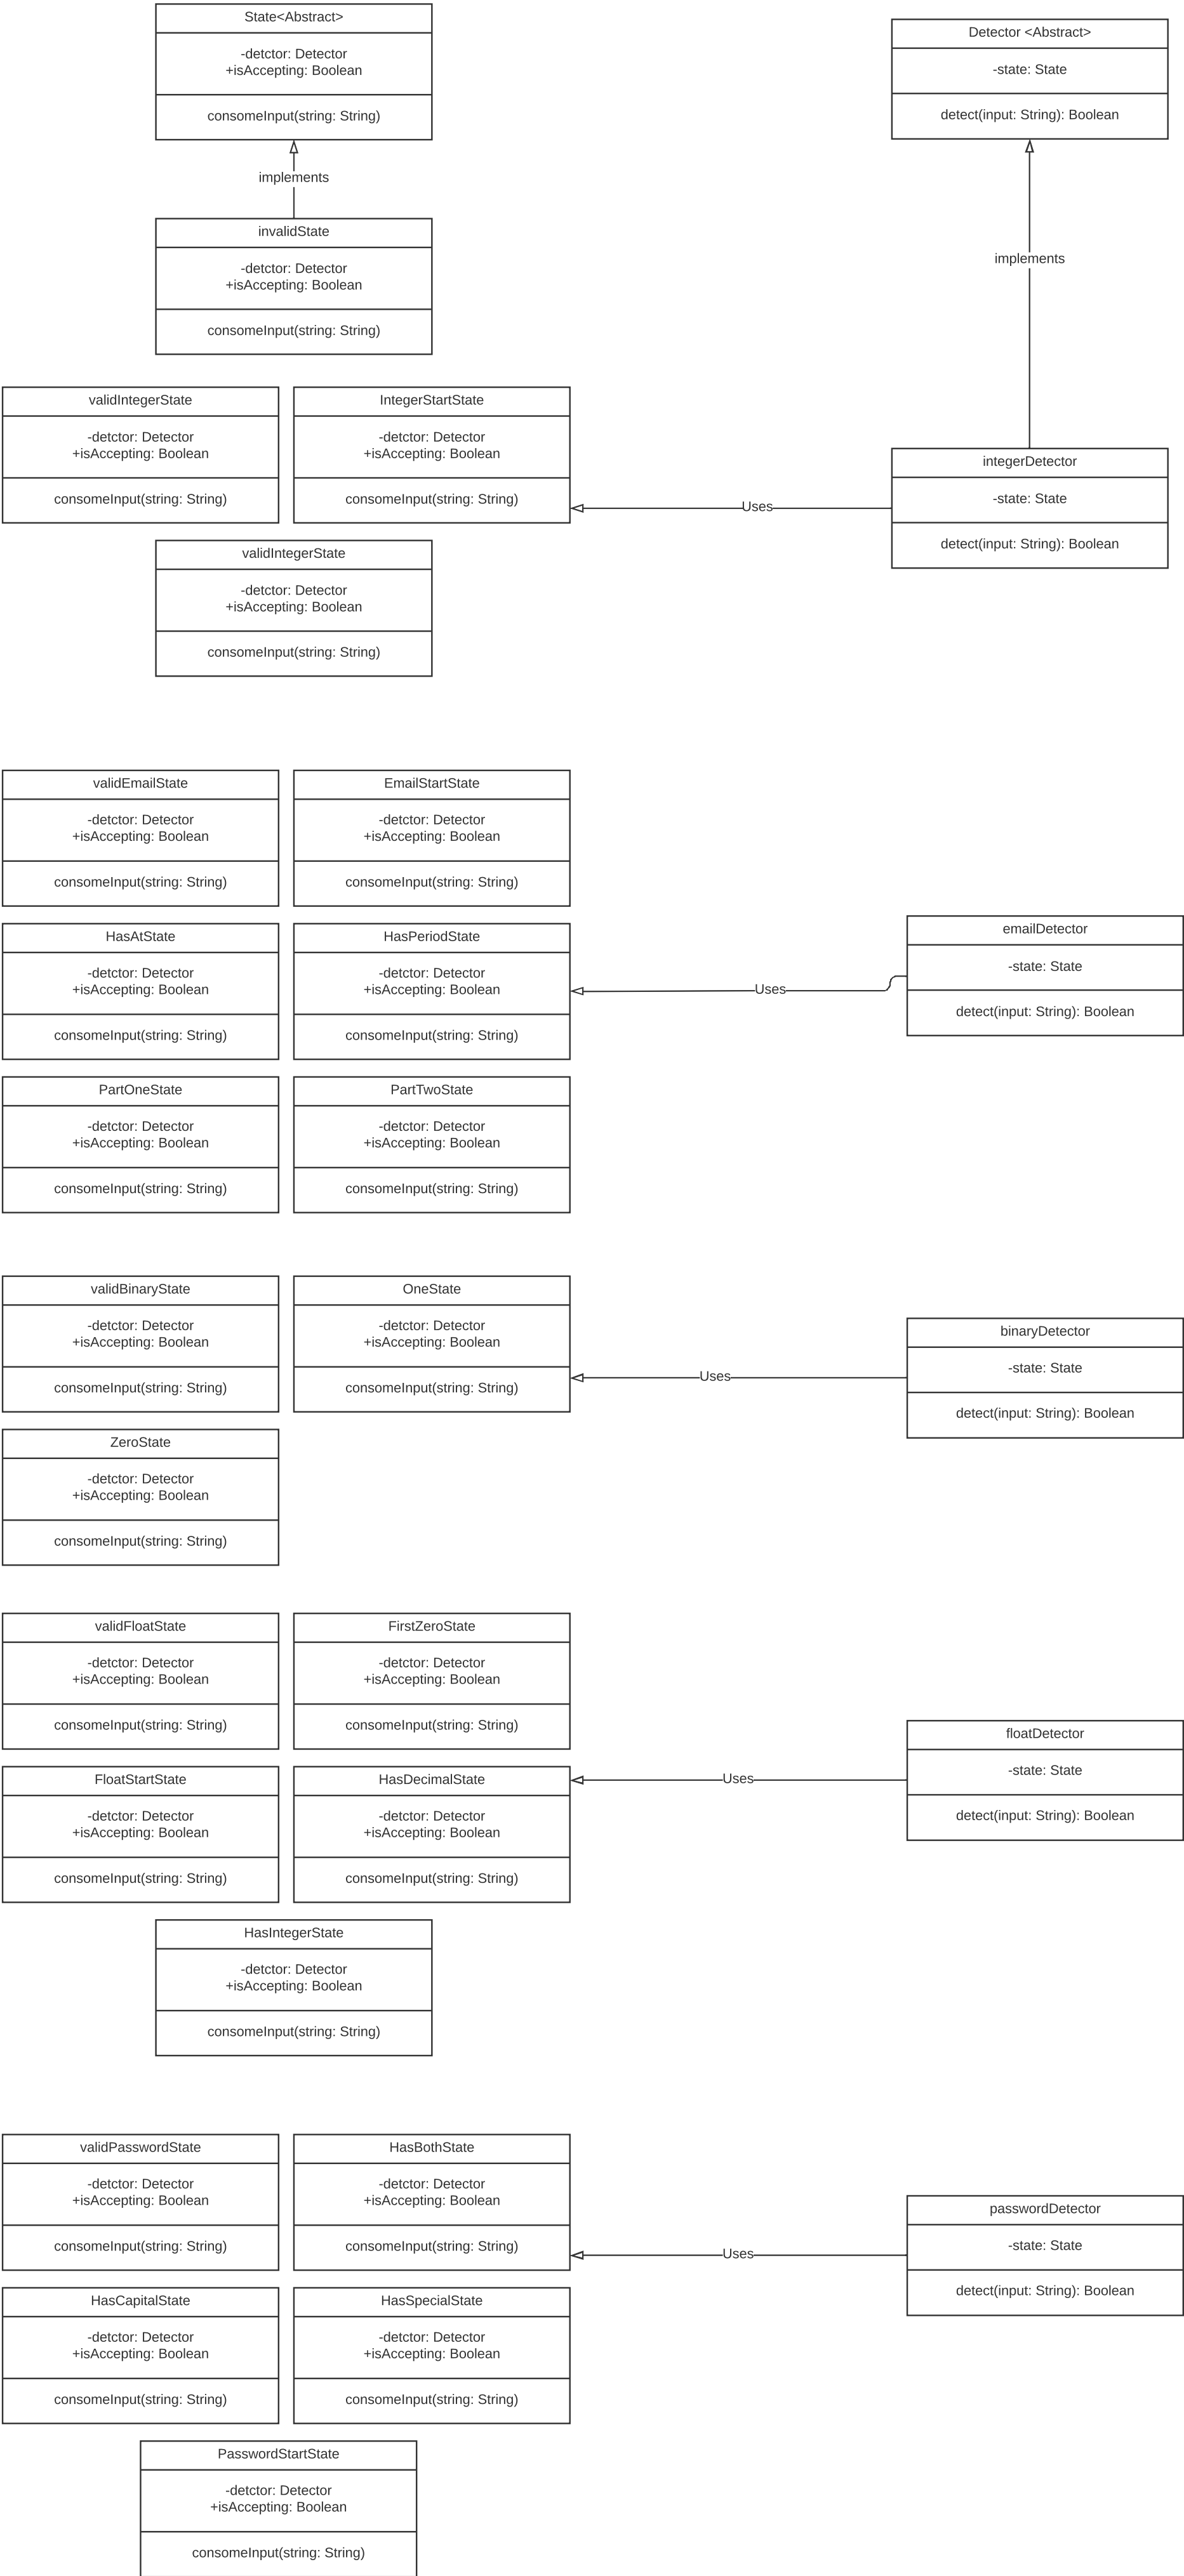 State<Abstract>
-detctor: Detector
+isAccepting: Boolean
consomeInput(string: String)
Detector <Abstract>
-state: State
detect(input: String): Boolean
implements
implements
invalidState
-detctor: Detector
+isAccepting: Boolean
consomeInput(string: String)
validIntegerState
-detctor: Detector
+isAccepting: Boolean
consomeInput(string: String)
IntegerStartState
-detctor: Detector
+isAccepting: Boolean
consomeInput(string: String)
Uses
integerDetector
-state: State
detect(input: String): Boolean
validIntegerState
-detctor: Detector
+isAccepting: Boolean
consomeInput(string: String)
validEmailState
-detctor: Detector
+isAccepting: Boolean
consomeInput(string: String)
EmailStartState
-detctor: Detector
+isAccepting: Boolean
consomeInput(string: String)
HasAtState
-detctor: Detector
+isAccepting: Boolean
consomeInput(string: String)
HasPeriodState
-detctor: Detector
+isAccepting: Boolean
consomeInput(string: String)
Uses
emailDetector
-state: State
detect(input: String): Boolean
PartOneState
-detctor: Detector
+isAccepting: Boolean
consomeInput(string: String)
PartTwoState
-detctor: Detector
+isAccepting: Boolean
consomeInput(string: String)
validBinaryState
-detctor: Detector
+isAccepting: Boolean
consomeInput(string: String)
OneState
-detctor: Detector
+isAccepting: Boolean
consomeInput(string: String)
Uses
binaryDetector
-state: State
detect(input: String): Boolean
ZeroState
-detctor: Detector
+isAccepting: Boolean
consomeInput(string: String)
validFloatState
-detctor: Detector
+isAccepting: Boolean
consomeInput(string: String)
FirstZeroState
-detctor: Detector
+isAccepting: Boolean
consomeInput(string: String)
FloatStartState
-detctor: Detector
+isAccepting: Boolean
consomeInput(string: String)
HasDecimalState
-detctor: Detector
+isAccepting: Boolean
consomeInput(string: String)
Uses
floatDetector
-state: State
detect(input: String): Boolean
HasIntegerState
-detctor: Detector
+isAccepting: Boolean
consomeInput(string: String)
validPasswordState
-detctor: Detector
+isAccepting: Boolean
consomeInput(string: String)
HasBothState
-detctor: Detector
+isAccepting: Boolean
consomeInput(string: String)
Uses
passwordDetector
-state: State
detect(input: String): Boolean
HasCapitalState
-detctor: Detector
+isAccepting: Boolean
consomeInput(string: String)
HasSpecialState
-detctor: Detector
+isAccepting: Boolean
consomeInput(string: String)
PasswordStartState
-detctor: Detector
+isAccepting: Boolean
consomeInput(string: String)